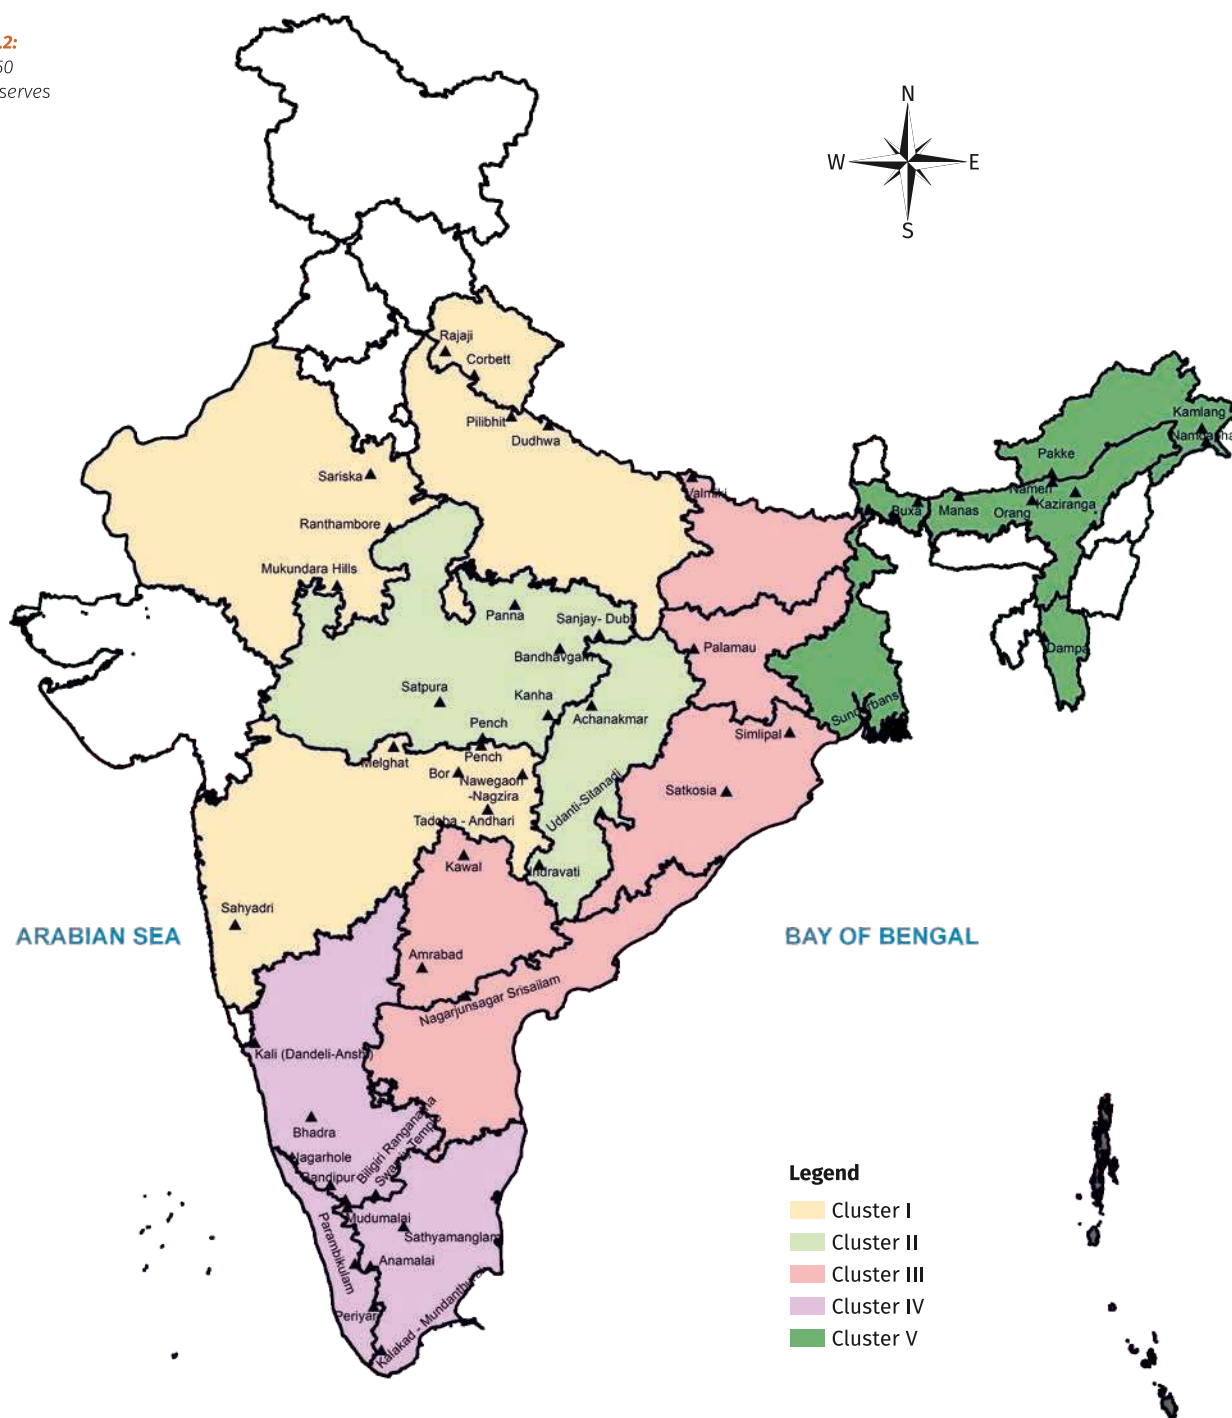 .2:
50
serves
N
W
E
S
Rajaji
Corbett
Pilibhit
Dudhwa
Sariska
Ranthambore
Mukundara Hills
Valmiki
Kamlang
Namdapha
Pakke
Nameri
Kaziranga
Orang
Manas
Buxa
Dampa
Sunderbans
Panna
Sanjay- Dubri
Bandhavgarh
Satpura
Kanha
Achanakmar
Pench
Pench
Melghat
Bor
Nawegaon
-Nagzira
Tadoba - Andhari
Udanti-Sitanadi
Indravati
Palamau
Simlipal
Satkosia
Kawal
Amrabad
Nagarjunsagar Srisailam
Sahyadri
ARABIAN SEA
BAY OF BENGAL
Kali (Dandeli-Anshi)
Bhadra
Nagarhole
Bandipur
Biligiri Ranganatha
Swamy Temple
Mudumalai
Sathyamanglam
Parambikulam
Anamalai
Periyar
Kalakad - Mundanthurai
Legend
Cluster I
Cluster II
Cluster III
Cluster IV
Cluster V